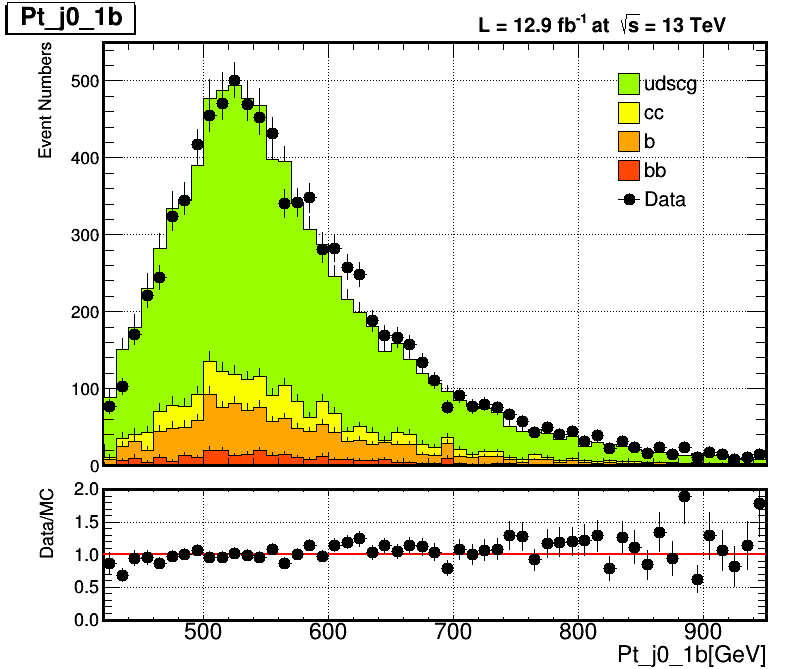 Pt_j0_1b
L = 12.9 fb⁻¹ at √s = 13 TeV
Event Numbers
500
400
300
200
100
0
udscg
cc
b
bb
Data
Data/MC
2.0
1.5
1.0
0.5
0.0
500 600 700 800 900
Pt_j0_1b[GeV]